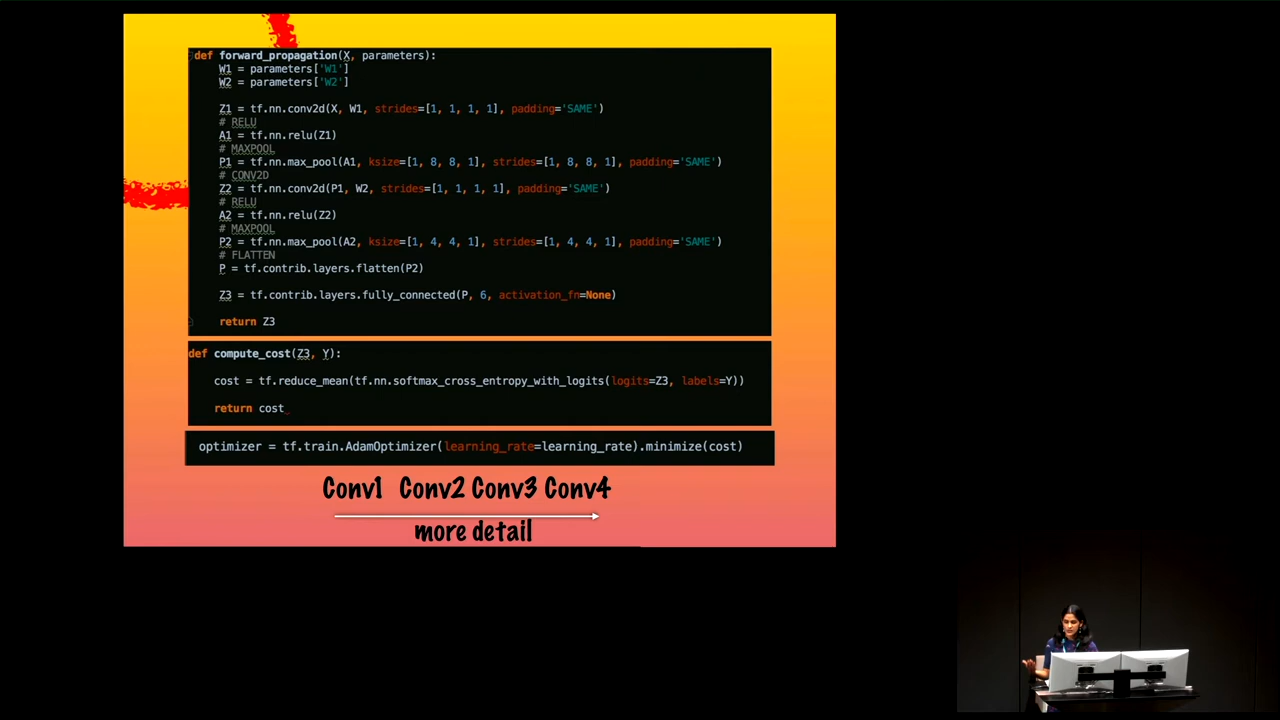 def forward_propagation(X, parameters):
W1 = parameters['W1']
W2 = parameters['W2']
Z1 = tf.nn.conv2d(X, W1, strides=[1, 1, 1, 1], padding='SAME')
# RELU
A1 = tf.nn.relu(Z1)
# MAXPOOL
P1 = tf.nn.max_pool(A1, ksize=[1, 8, 8, 1], strides=[1, 8, 8, 1], padding='SAME')
# CONV2D
Z2 = tf.nn.conv2d(P1, W2, strides=[1, 1, 1, 1], padding='SAME')
# RELU
A2 = tf.nn.relu(Z2)
# MAXPOOL
P2 = tf.nn.max_pool(A2, ksize=[1, 4, 4, 1], strides=[1, 4, 4, 1], padding='SAME')
# FLATTEN
P = tf.contrib.layers.flatten(P2)
Z3 = tf.contrib.layers.fully_connected(P, 6, activation_fn=None)
return Z3
def compute_cost(Z3, Y):
cost = tf.reduce_mean(tf.nn.softmax_cross_entropy_with_logits(logits=Z3, labels=Y))
return cost
optimizer = tf.train.AdamOptimizer(learning_rate=learning_rate).minimize(cost)
Conv1 Conv2 Conv3 Conv4
more detail